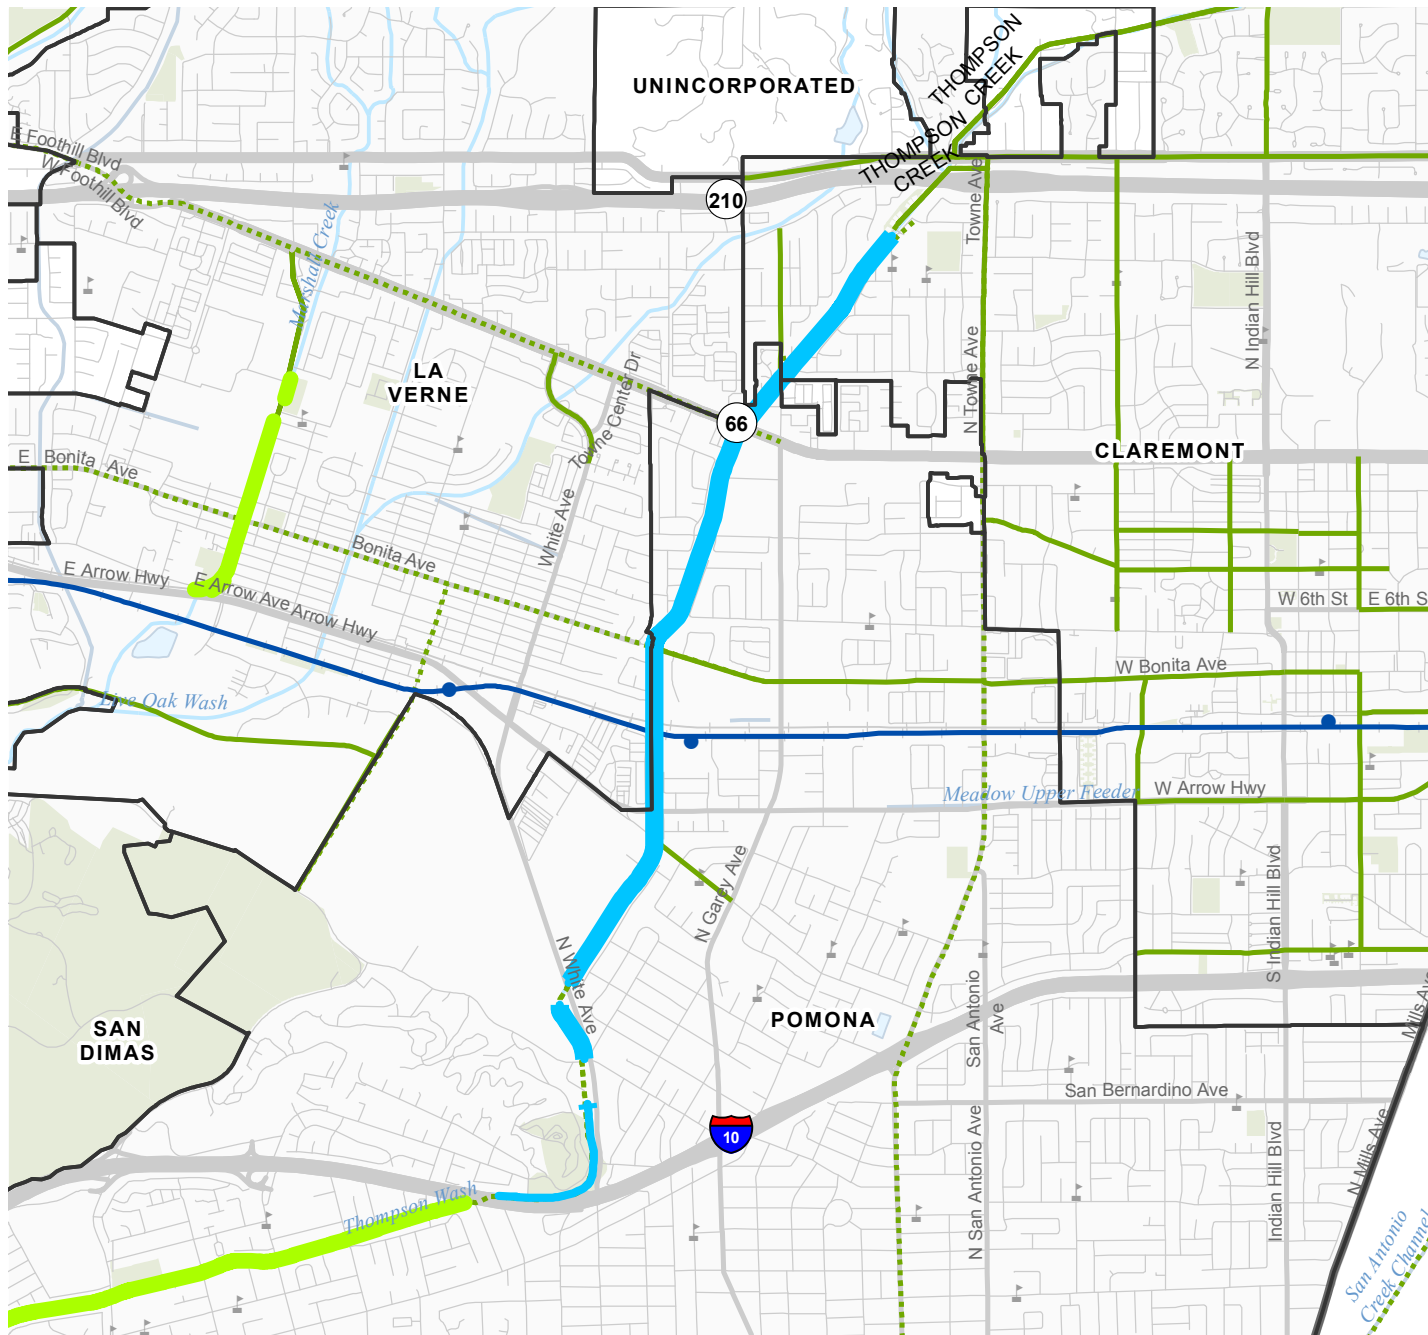 THOMPSON
CREEK
UNINCORPORATED
THOMPSON
CREEK
E Foothill Blvd
W Foothill Blvd
210
Towne Ave
Marshall Creek
N Indian Hill Blvd
LA
VERNE
Towne Center Dr
N Towne Ave
66
CLAREMONT
E Bonita Ave
White Ave
Bonita Ave
E Arrow Hwy
E Arrow Ave
Arrow Hwy
W 6th St
E 6th S
W Bonita Ave
Live Oak Wash
Meadow Upper Feeder
W Arrow Hwy
N Garey Ave
S Indian Hill Blvd
N White Ave
San Antonio
Ave
Mills Av
SAN
DIMAS
POMONA
San Bernardino Ave
10
N San Antonio Ave
Indian Hill Blvd
N Mills Ave
Thompson Wash
San Antonio
Creek Channel